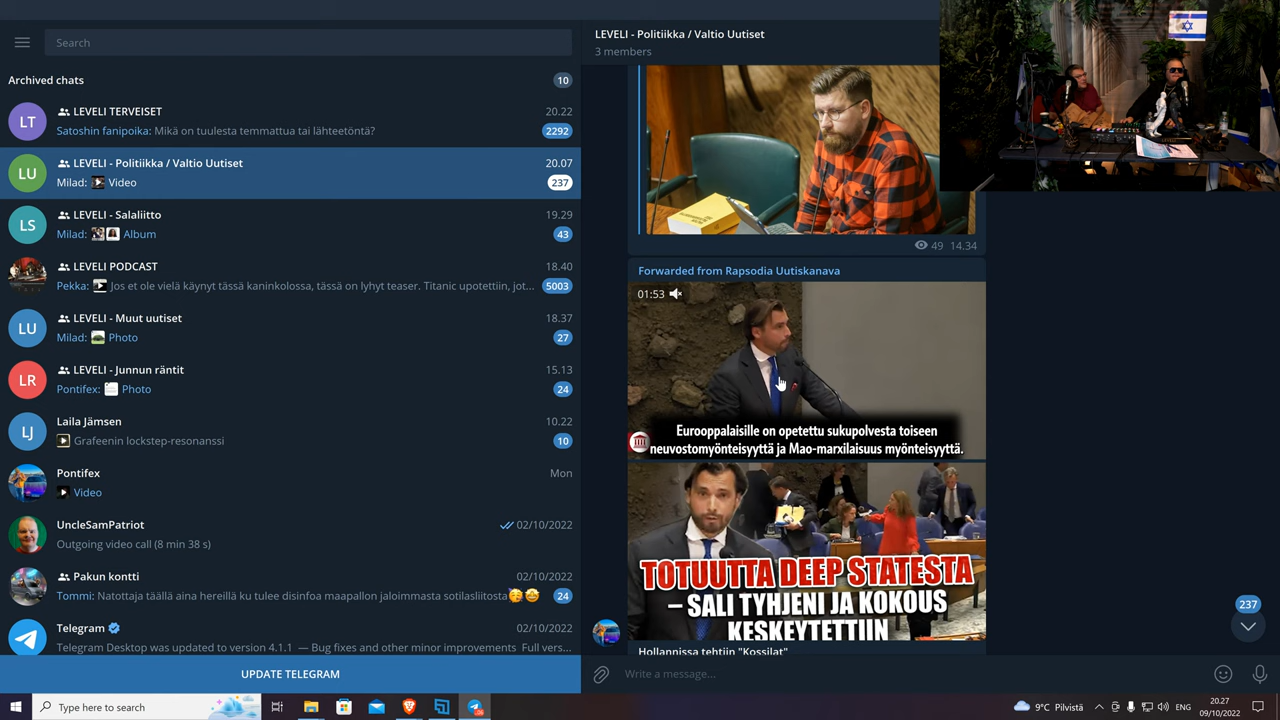 Search
Archived chats
10
LT
LEVELI TERVEISET
20.22
Satoshin fanipoika: Mikä on tuulesta temmattua tai lähteetöntä?
2292
LU
LEVELI - Politiikka / Valtio Uutiset
20.07
Milad: Video
237
LS
LEVELI - Salaliitto
19.29
Milad: Album
43
LEVELI PODCAST
18.40
Pekka: Jos et ole vielä käynyt tässä kaninkolossa, tässä on lyhyt teaser. Titanic upotettiin, jot...
5003
LU
LEVELI - Muut uutiset
18.37
Milad: Photo
27
LR
LEVELI - Junnun räntit
15.13
Pontifex: Photo
24
LJ
Laila Jämsen
10.22
Grafeenin lockstep-resonanssi
10
Pontifex
Mon
Video
UncleSamPatriot
02/10/2022
Outgoing video call (8 min 38 s)
Pakun kontti
02/10/2022
Tommi: Natottaja täällä aina hereillä ku tulee disinfoa maapallon jaloimmasta sotilasliitosta🥳🤩
24
Telegram
02/10/2022
Telegram Desktop was updated to version 4.1.1 — Bug fixes and other minor improvements Full vers...
UPDATE TELEGRAM
LEVELI - Politiikka / Valtio Uutiset
3 members
49 14.34
Forwarded from Rapsodia Uutiskanava
01:53
Eurooppalaisille on opetettu sukupolvesta toiseen
neuvostomyönteisyyttä ja Mao-marxilaisuus myönteisyyttä.
TOTUUTTA DEEP STATESTA
– SALI TYHJENI JA KOKOUS
KESKEYTETTIIN
Hollannissa tehtiin "Kossilat"
237
Write a message...
Type here to search
9°C Pilvistä
ENG
20.27
09/10/2022